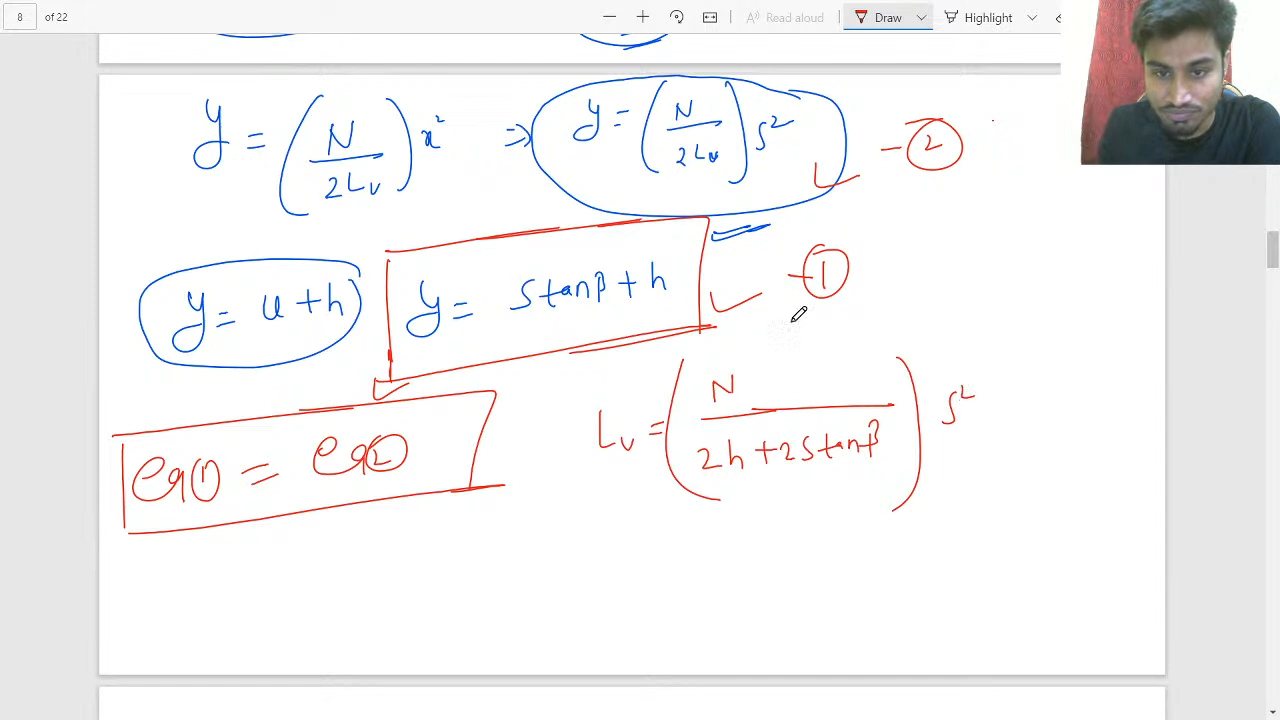 8 of 22 Read aloud Draw Highlight
y = (N / 2Lv) x² ⇒ y = (N / 2Lv) S² - ②
y = u + h y = S tanβ + h - ①
eq① = eq② Lv = (N / 2h + 2S tanβ) S²